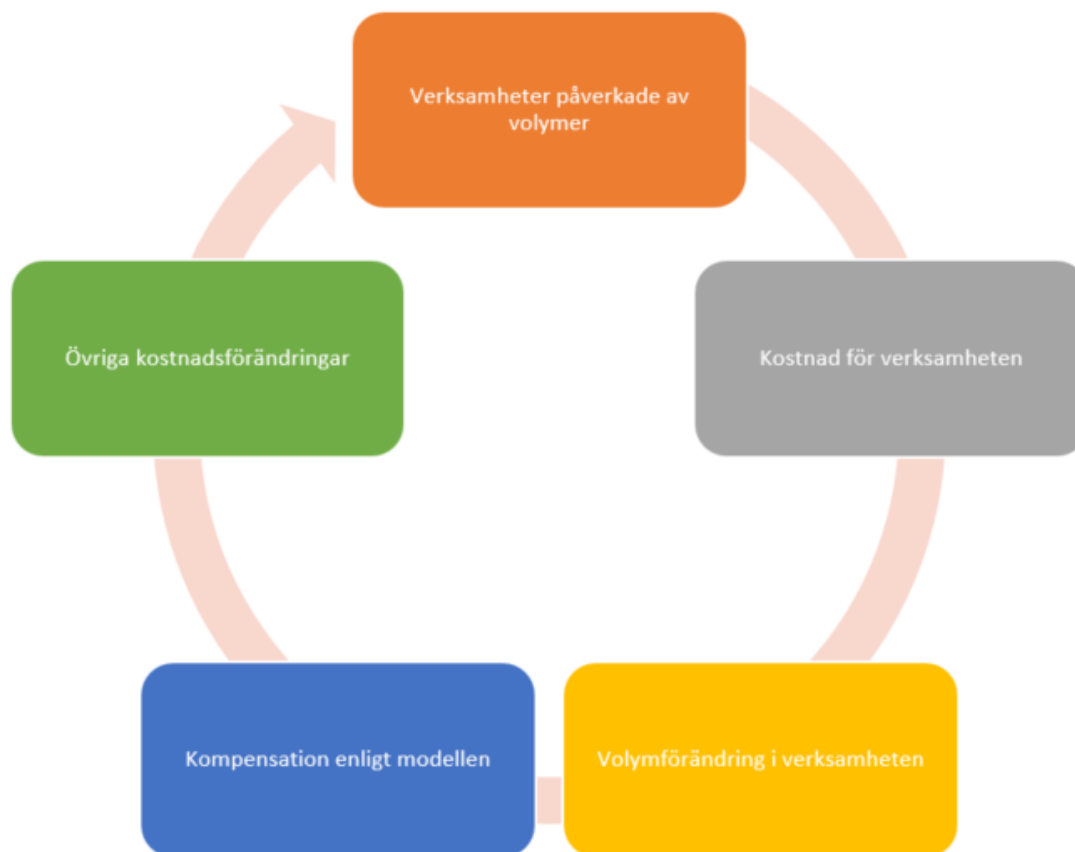 Verksamheter påverkade av
volymer
Kostnad för verksamheten
Volymförändring i verksamheten
Kompensation enligt modellen
Övriga kostnadsförändringar